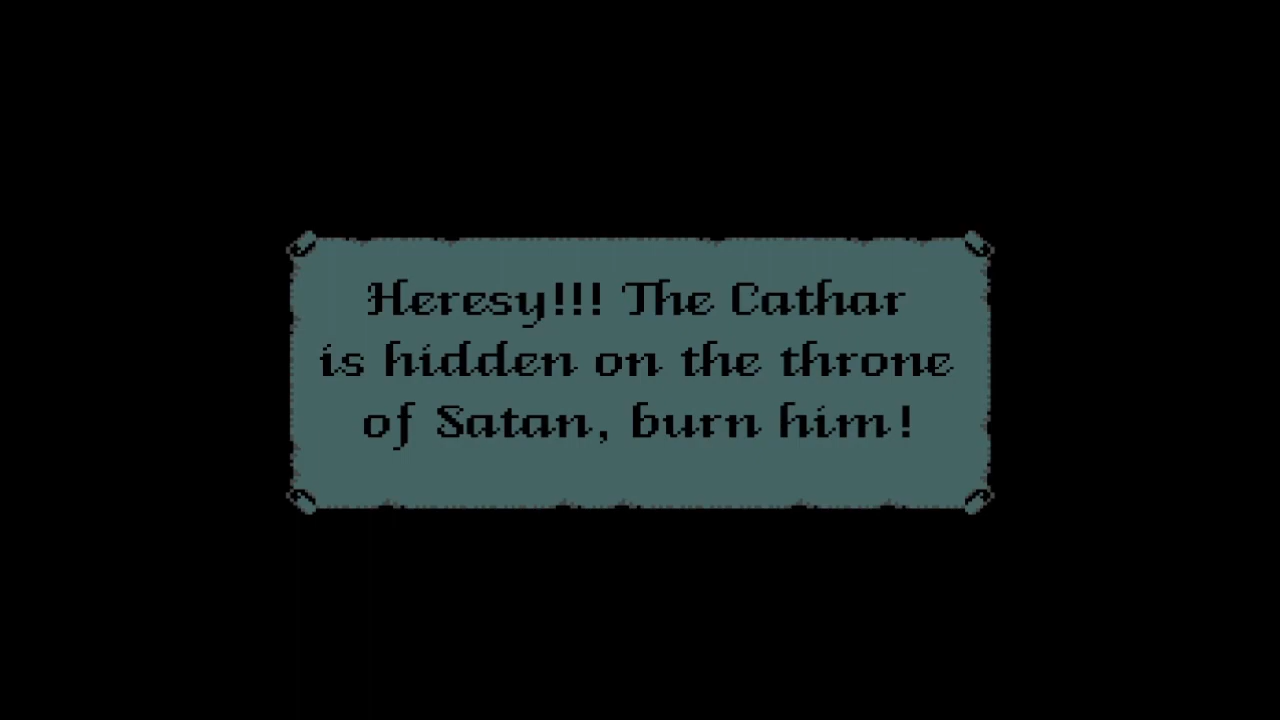 Heresy!!! The Cathar
is hidden on the throne
of Satan, burn him!